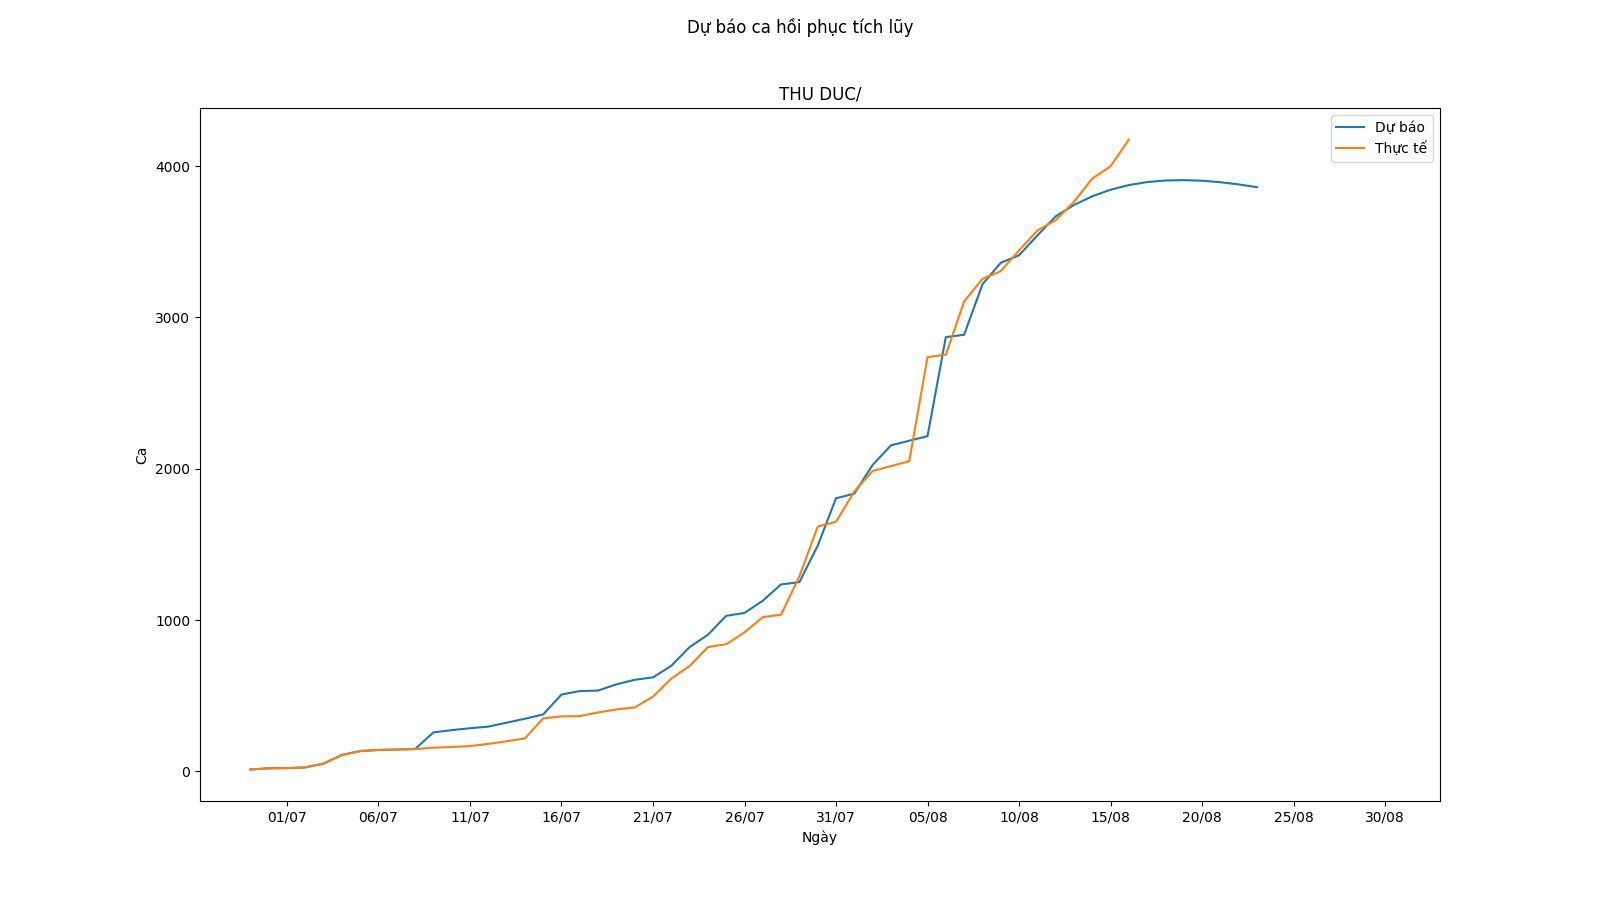 Dự báo ca hồi phục tích lũy
THU DUC/
Dự báo
Thực tế
4000
3000
2000
1000
0
Ca
01/07 06/07 11/07 16/07 21/07 26/07 31/07 05/08 10/08 15/08 20/08 25/08 30/08
Ngày